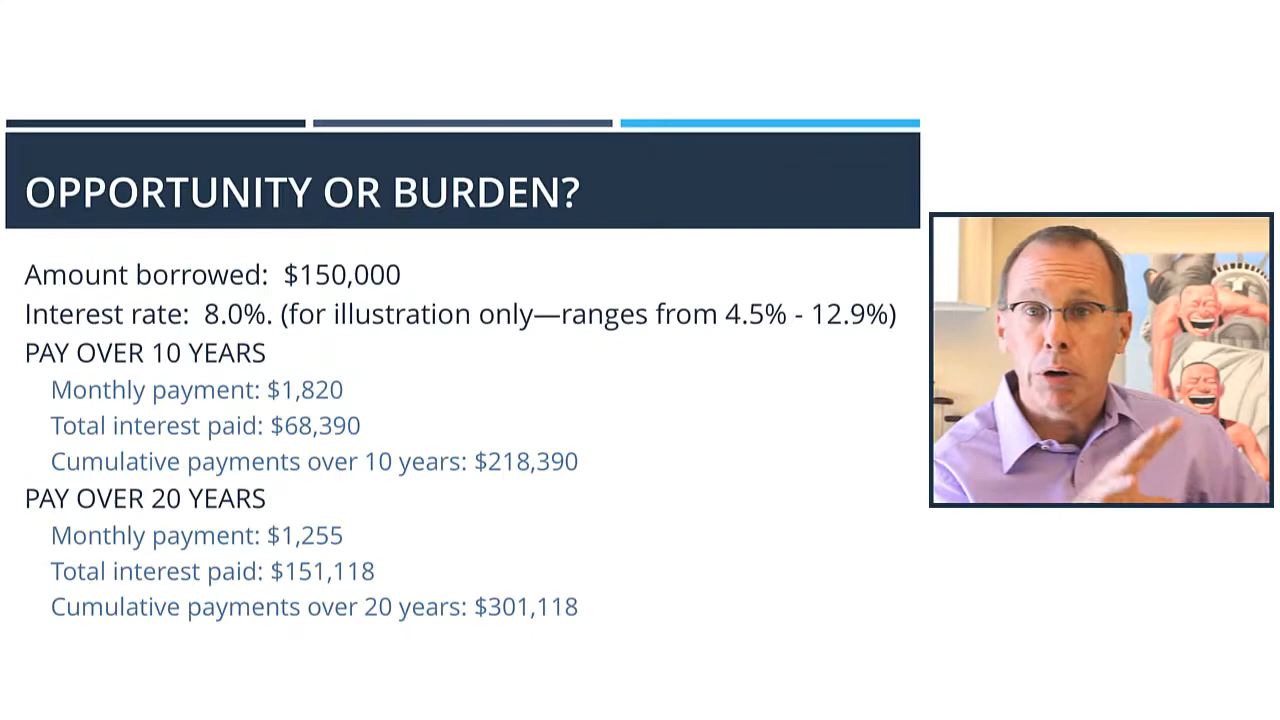 OPPORTUNITY OR BURDEN?
Amount borrowed: $150,000
Interest rate: 8.0%. (for illustration only—ranges from 4.5% - 12.9%)
PAY OVER 10 YEARS
Monthly payment: $1,820
Total interest paid: $68,390
Cumulative payments over 10 years: $218,390
PAY OVER 20 YEARS
Monthly payment: $1,255
Total interest paid: $151,118
Cumulative payments over 20 years: $301,118